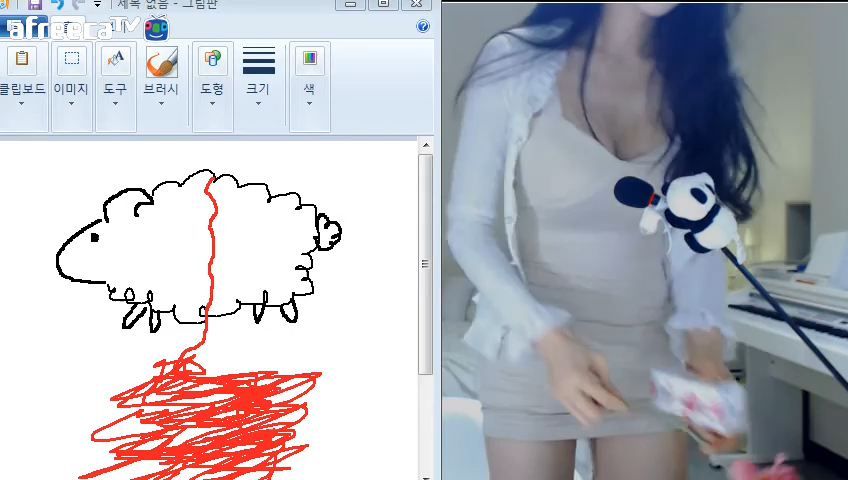 제목 없음 - 그림판
afreecaTV
클립보드
이미지
도구
브러시
도형
크기
색